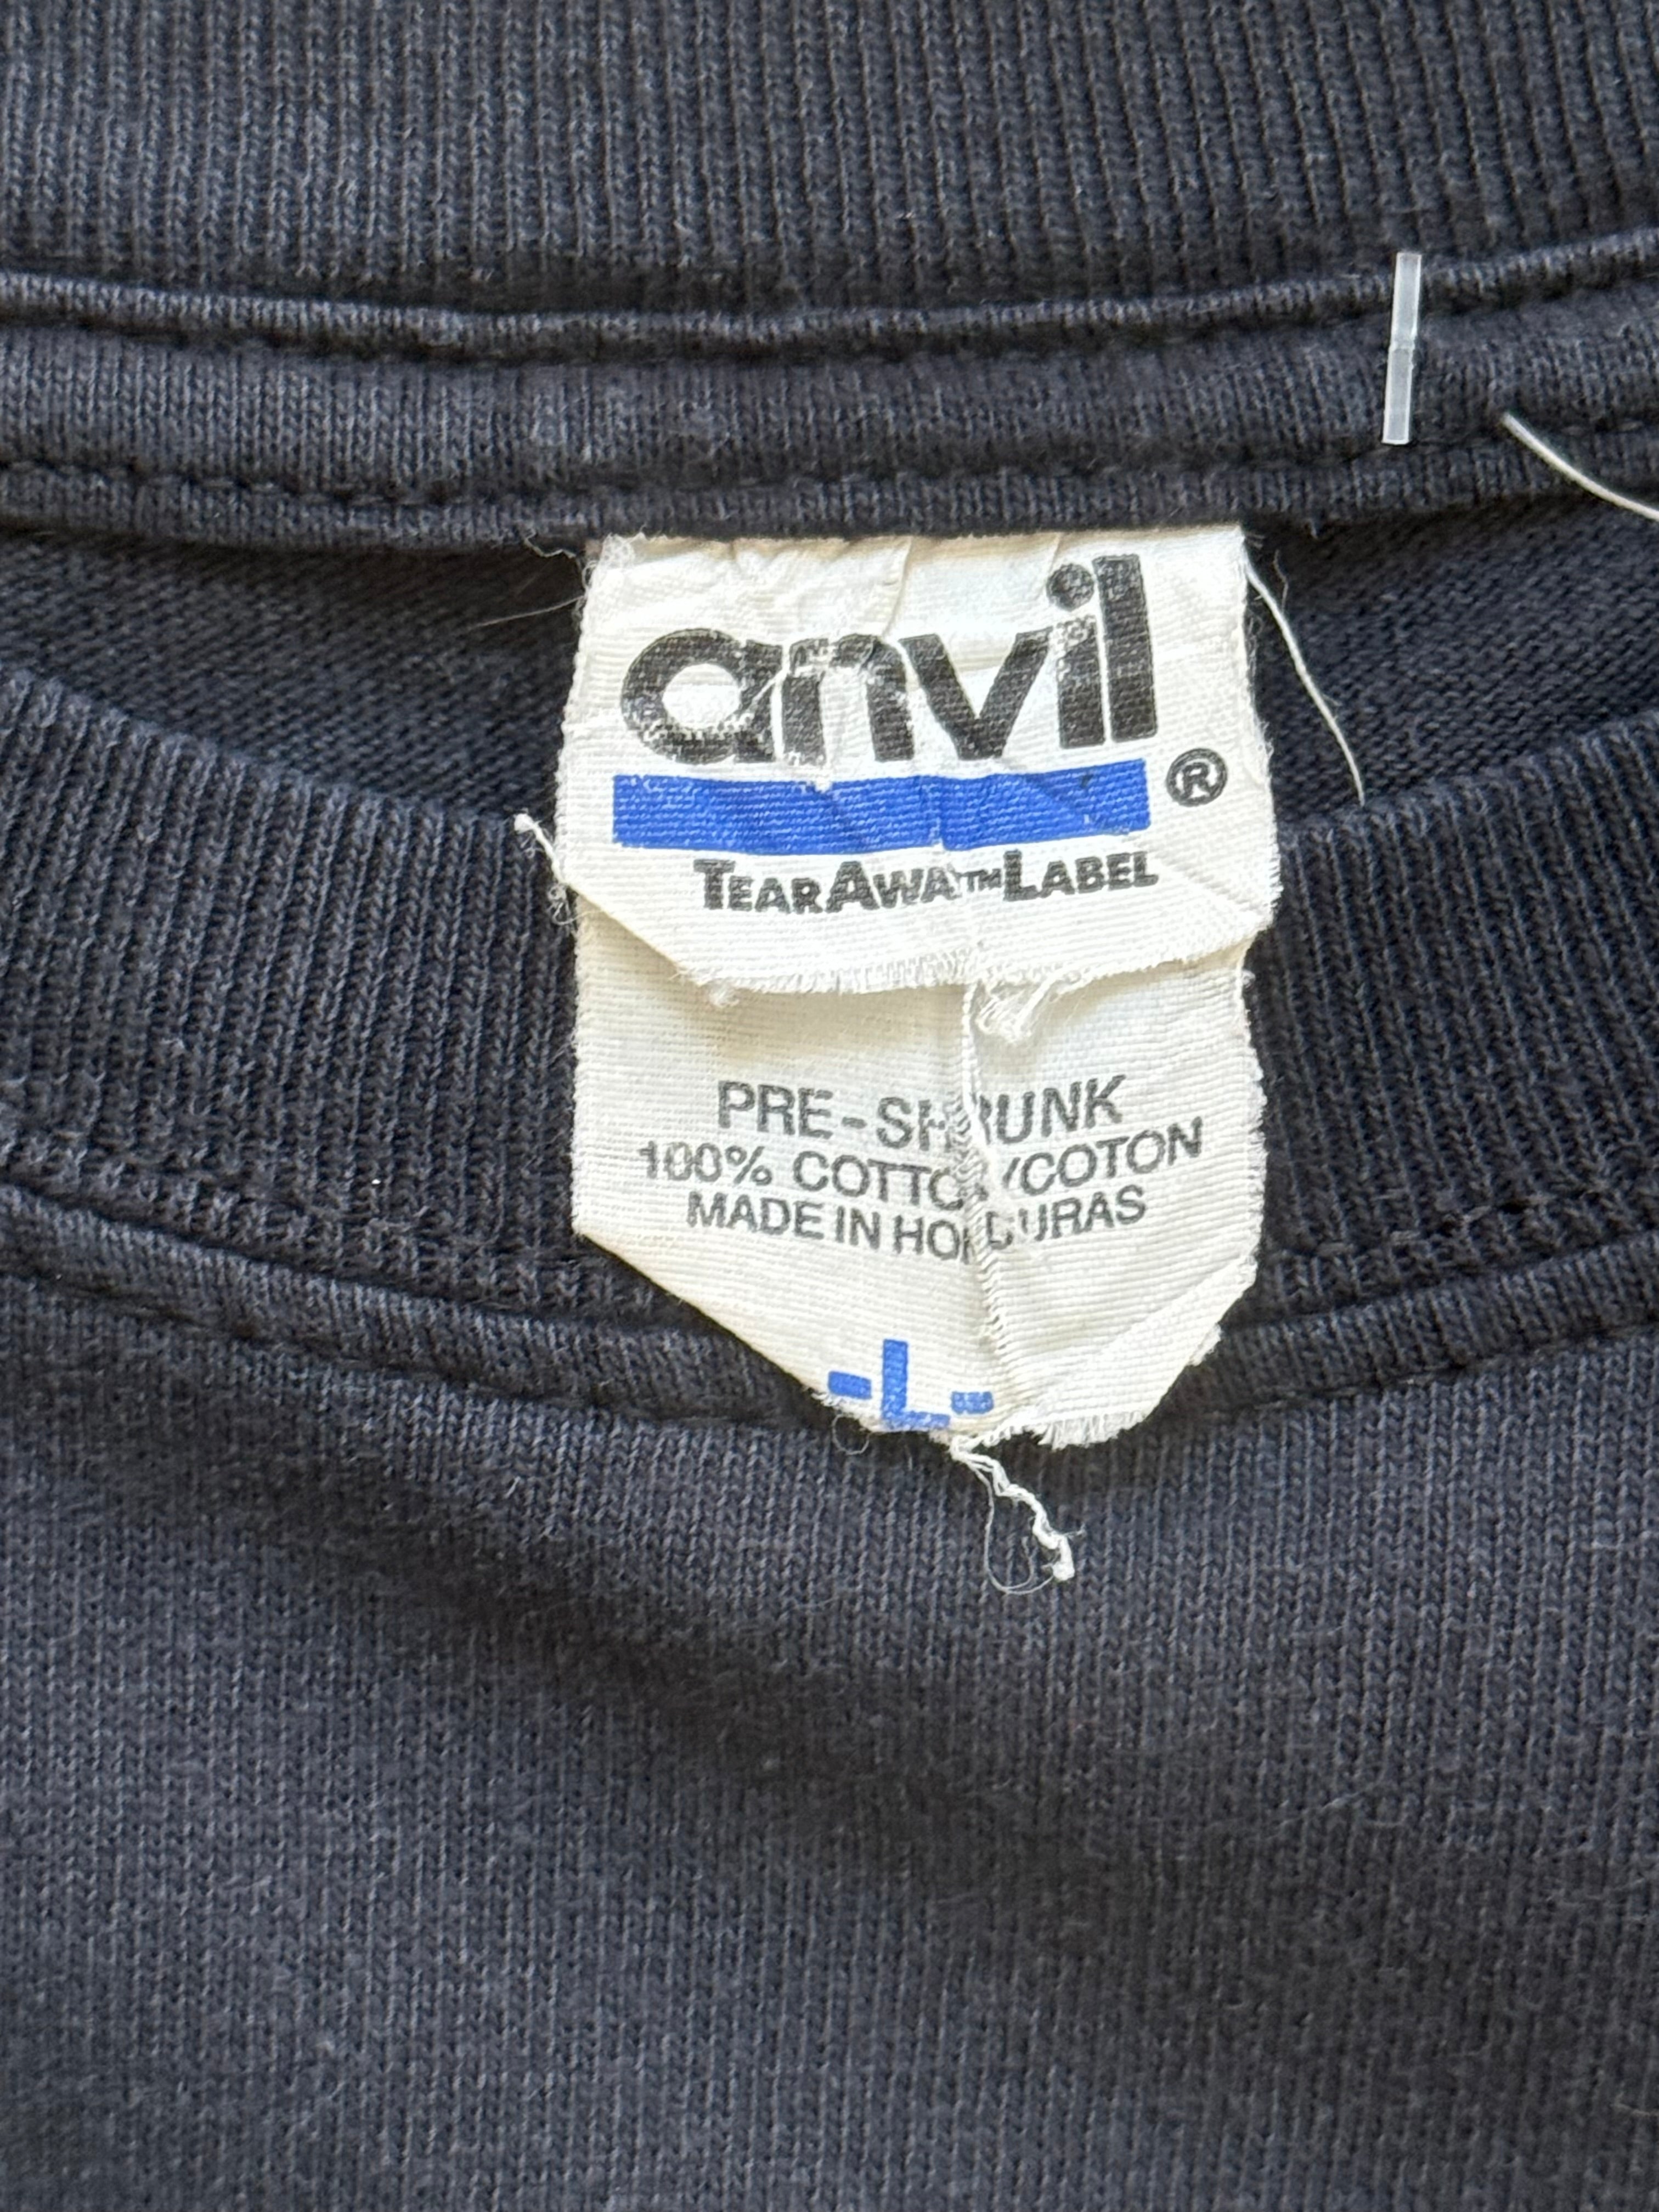 anvil
®
TEARAWAY™LABEL
PRE-SHRUNK
100% COTTON/COTON
MADE IN HONDURAS
-L-